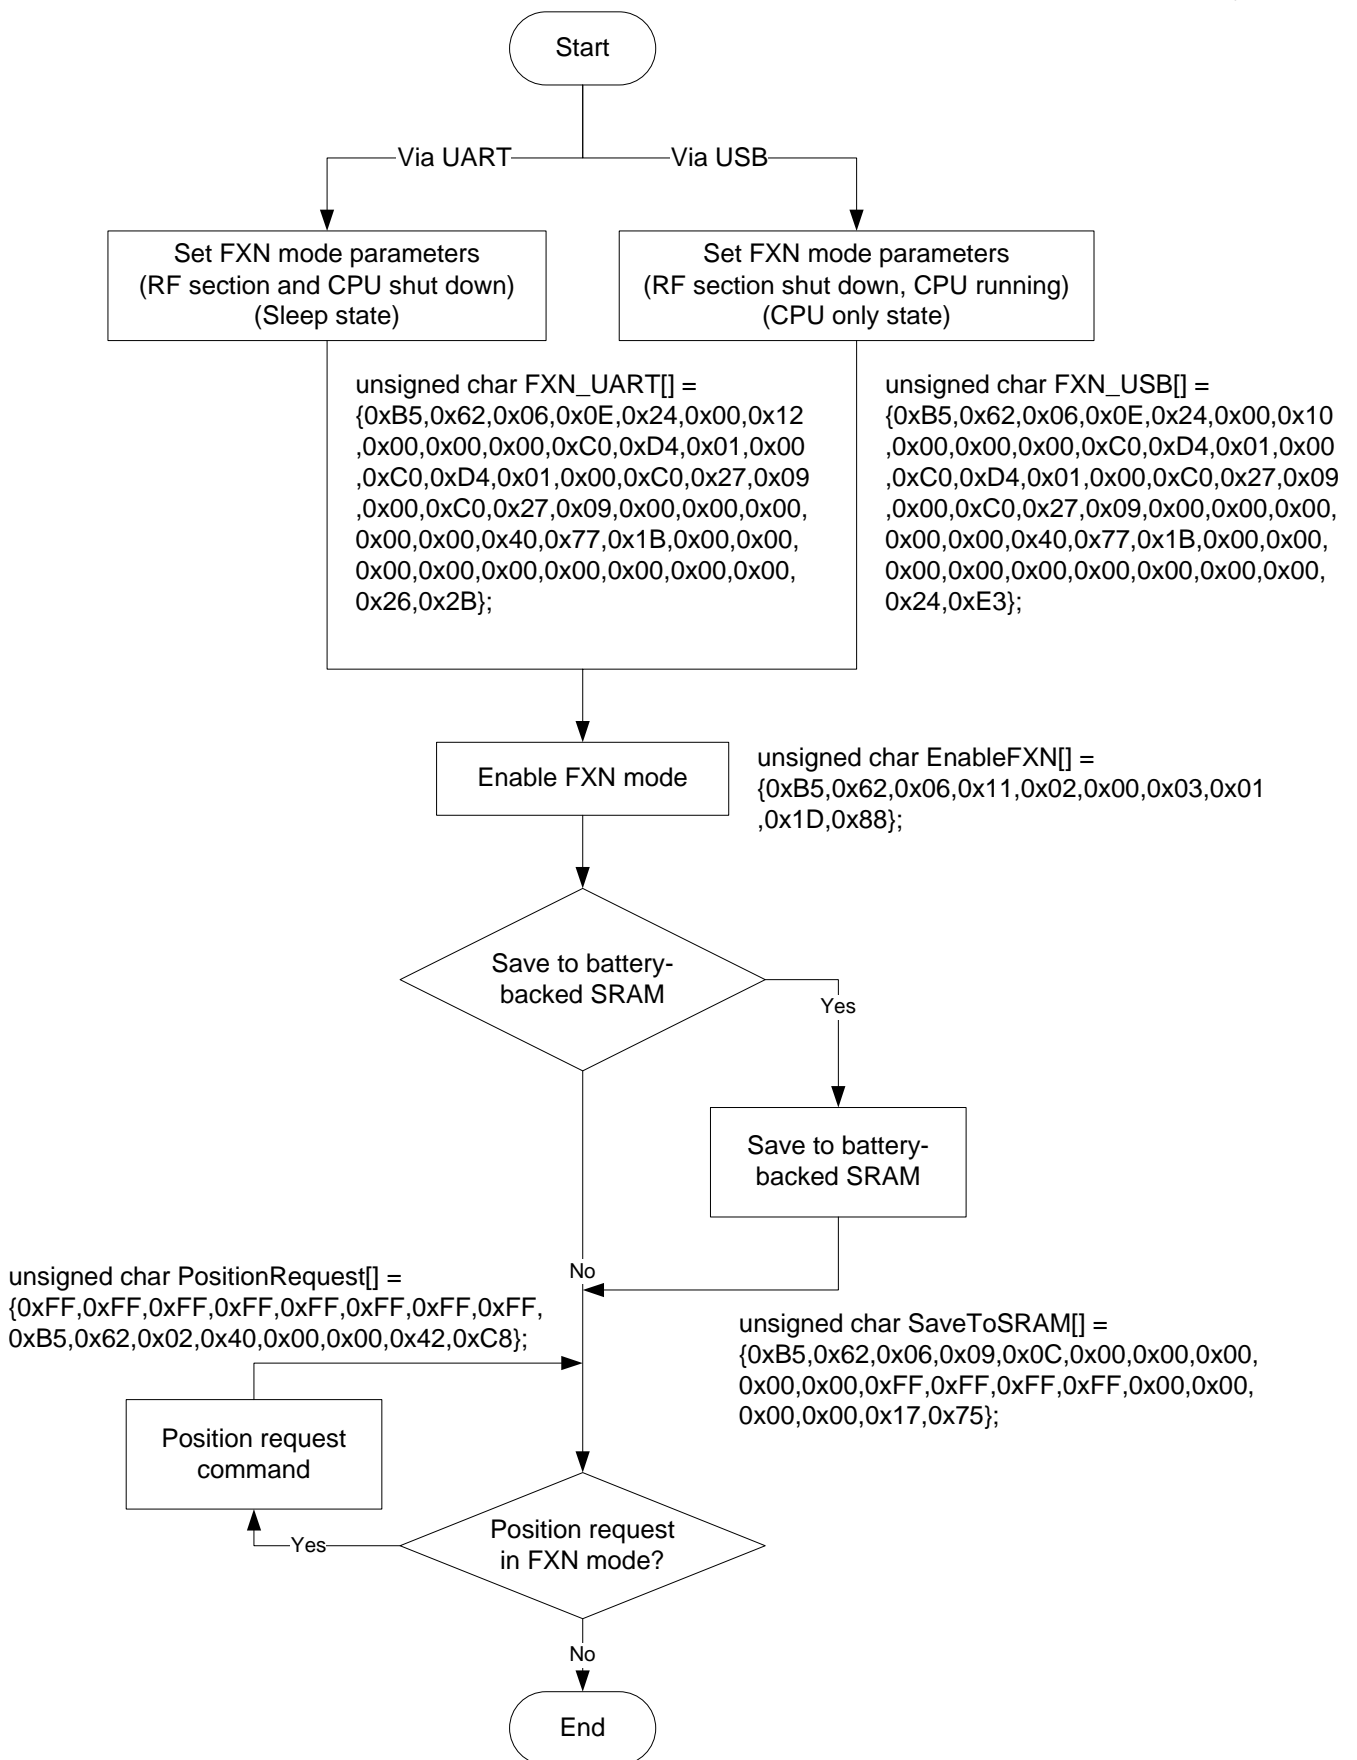 Start
Via UART
Via USB
Set FXN mode parameters
(RF section and CPU shut down)
(Sleep state)
Set FXN mode parameters
(RF section shut down, CPU running)
(CPU only state)
unsigned char FXN_UART[] =
{0xB5,0x62,0x06,0x0E,0x24,0x00,0x12
,0x00,0x00,0x00,0xC0,0xD4,0x01,0x00
,0xC0,0xD4,0x01,0x00,0xC0,0x27,0x09
,0x00,0xC0,0x27,0x09,0x00,0x00,0x00,
0x00,0x00,0x40,0x77,0x1B,0x00,0x00,
0x00,0x00,0x00,0x00,0x00,0x00,0x00,
0x26,0x2B};
unsigned char FXN_USB[] =
{0xB5,0x62,0x06,0x0E,0x24,0x00,0x10
,0x00,0x00,0x00,0xC0,0xD4,0x01,0x00
,0xC0,0xD4,0x01,0x00,0xC0,0x27,0x09
,0x00,0xC0,0x27,0x09,0x00,0x00,0x00,
0x00,0x00,0x40,0x77,0x1B,0x00,0x00,
0x00,0x00,0x00,0x00,0x00,0x00,0x00,
0x24,0xE3};
Enable FXN mode
unsigned char EnableFXN[] =
{0xB5,0x62,0x06,0x11,0x02,0x00,0x03,0x01
,0x1D,0x88};
Save to battery-
backed SRAM
Yes
Save to battery-
backed SRAM
No
unsigned char PositionRequest[] =
{0xFF,0xFF,0xFF,0xFF,0xFF,0xFF,0xFF,0xFF,
0xB5,0x62,0x02,0x40,0x00,0x00,0x42,0xC8};
unsigned char SaveToSRAM[] =
{0xB5,0x62,0x06,0x09,0x0C,0x00,0x00,0x00,
0x00,0x00,0xFF,0xFF,0xFF,0xFF,0x00,0x00,
0x00,0x00,0x17,0x75};
Position request
command
Position request
in FXN mode?
Yes
No
End